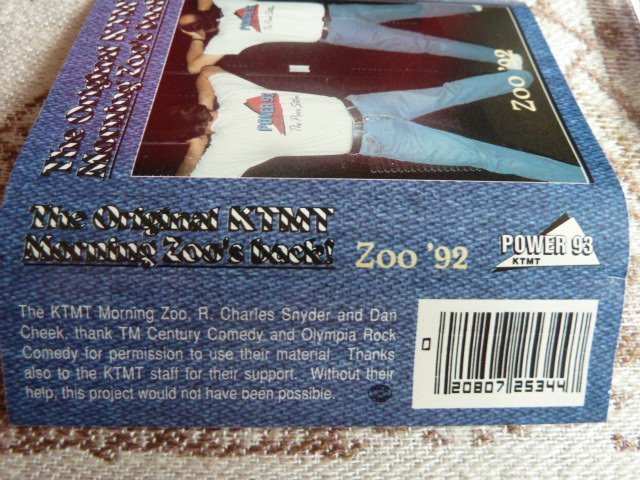 The Original KTMT
Morning Zoo's back!
POWER 93
POWER 93
Zoo '92
The Original KTMT
Morning Zoo's back!
Zoo '92
POWER 93
KTMT
The KTMT Morning Zoo, R. Charles Snyder and Dan
Cheek, thank TM Century Comedy and Olympia Rock
Comedy for permission to use their material. Thanks
also to the KTMT staff for their support. Without their
help, this project would not have been possible.
20807 25344